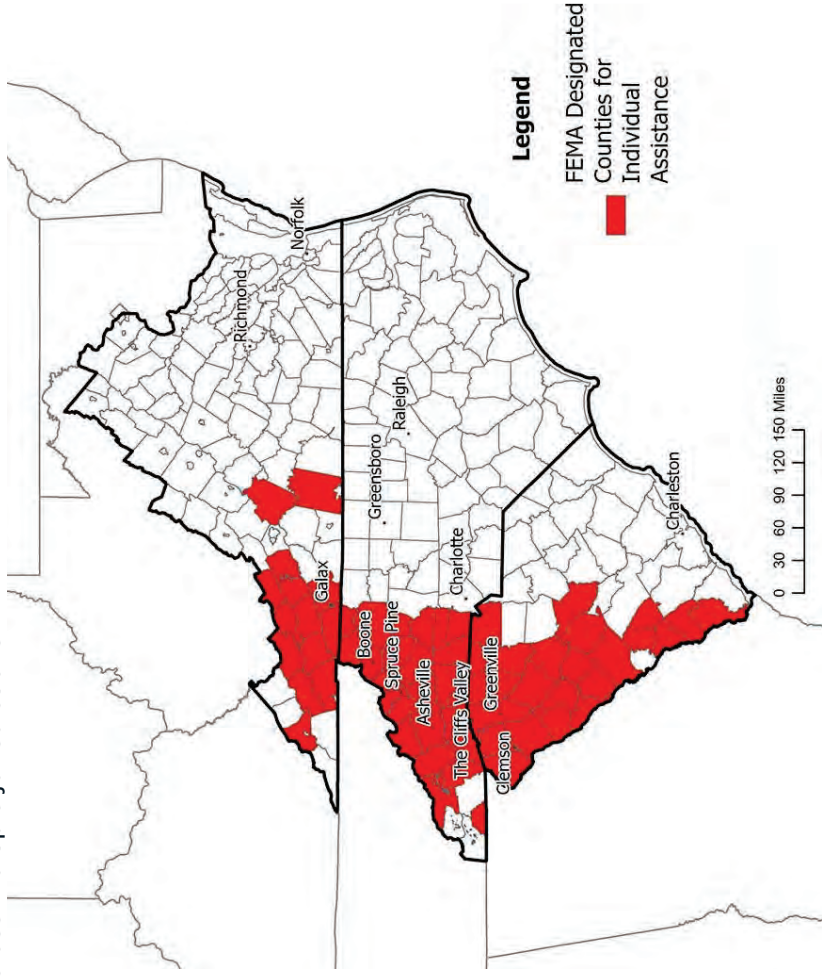 Richmond
Norfolk
Galax
Greensboro
Raleigh
Boone
Spruce Pine
Asheville
Charlotte
The Cliffs Valley
Greenville
Clemson
Charleston
Legend
FEMA Designated
Counties for
Individual
Assistance
0 30 60 90 120 150 Miles